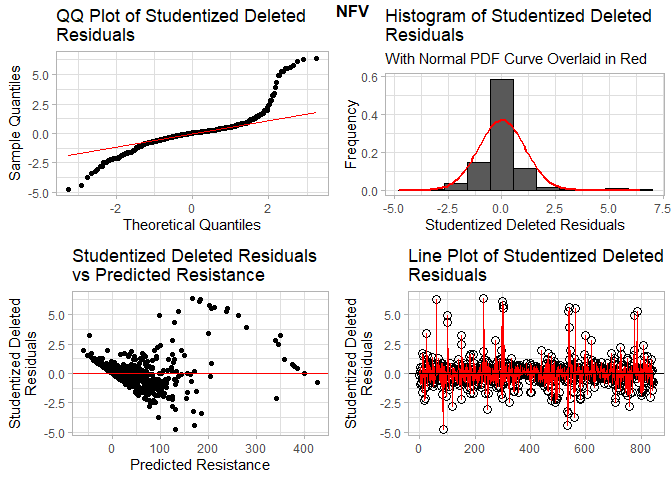 NFV
QQ Plot of Studentized Deleted
Residuals
Sample Quantiles
5.0
2.5
0.0
-2.5
-5.0
-2
0
2
Theoretical Quantiles
Histogram of Studentized Deleted
Residuals
With Normal PDF Curve Overlaid in Red
Frequency
0.6
0.4
0.2
0.0
-5.0
-2.5
0.0
2.5
5.0
7.5
Studentized Deleted Residuals
Studentized Deleted Residuals
vs Predicted Resistance
Studentized Deleted
Residuals
5.0
2.5
0.0
-2.5
-5.0
0
100
200
300
400
Predicted Resistance
Line Plot of Studentized Deleted
Residuals
Studentized Deleted
Residuals
5.0
2.5
0.0
-2.5
-5.0
0
200
400
600
800